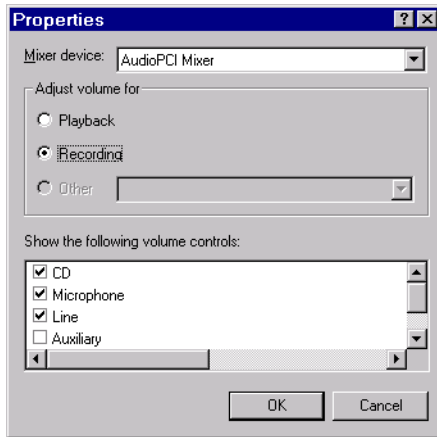 Properties
Mixer device: AudioPCI Mixer
Adjust volume for
Playback
Recording
Other
Show the following volume controls:
CD
Microphone
Line
Auxiliary
OK Cancel